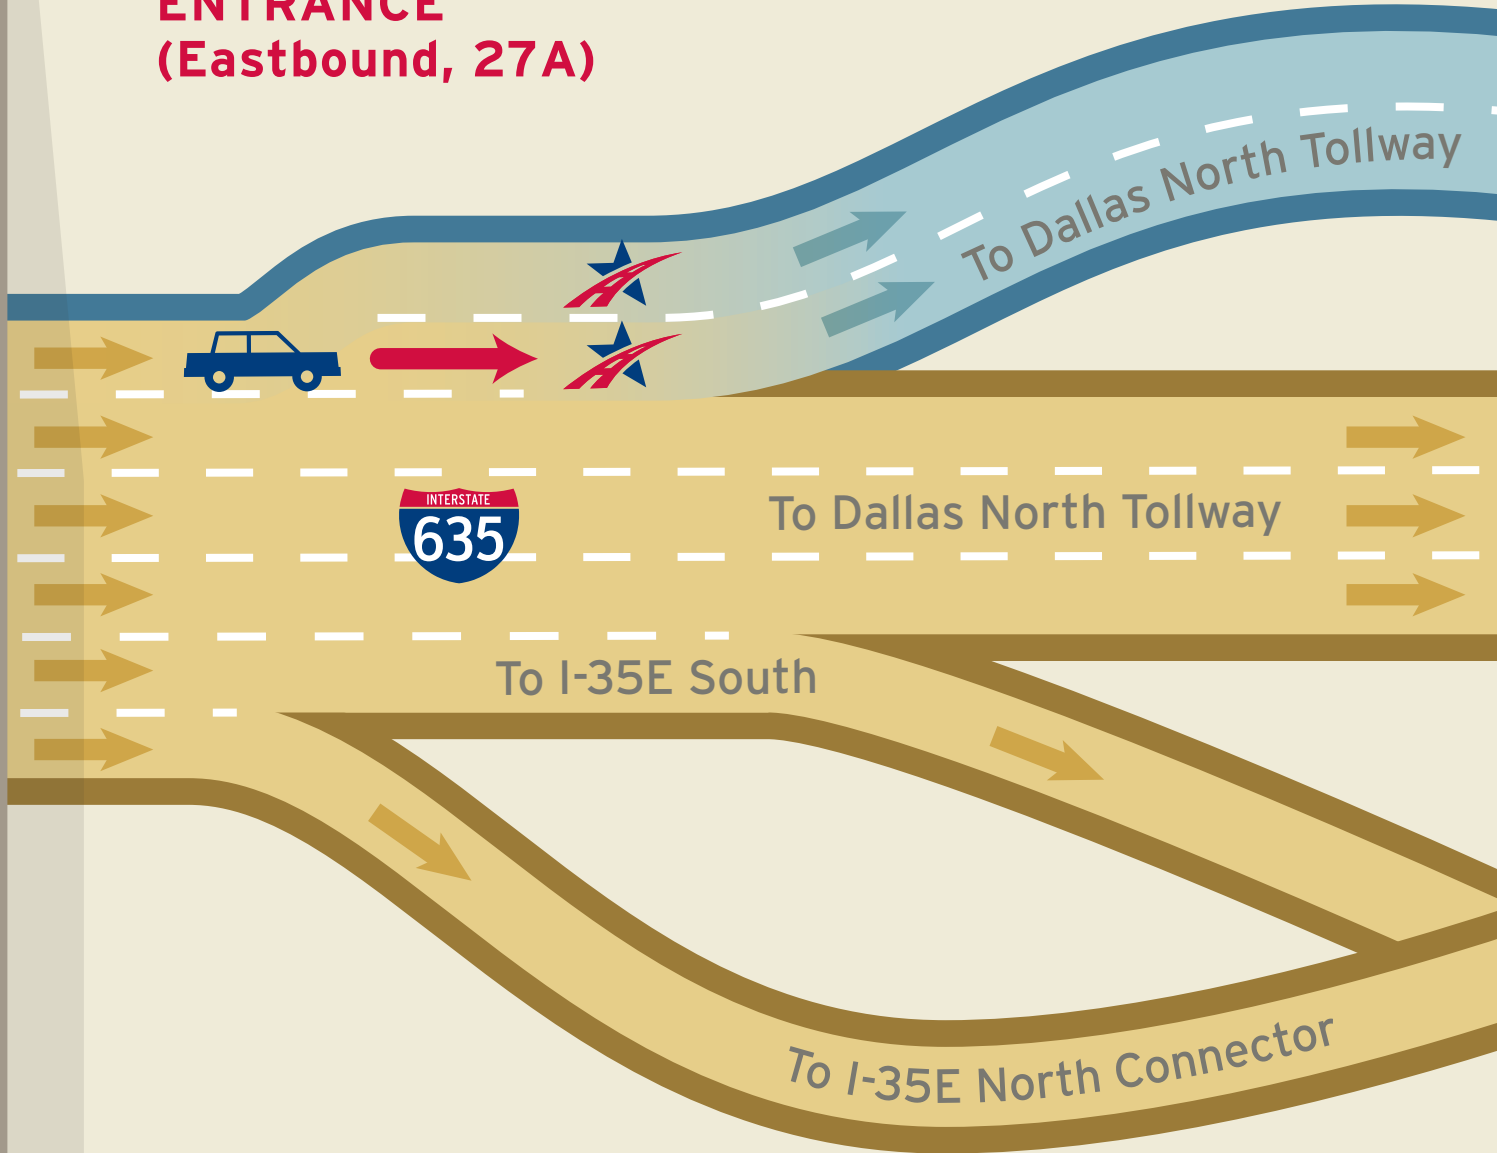 ENTRANCE
(Eastbound, 27A)
To Dallas North Tollway
INTERSTATE
635
To Dallas North Tollway
To I-35E South
To I-35E North Connector